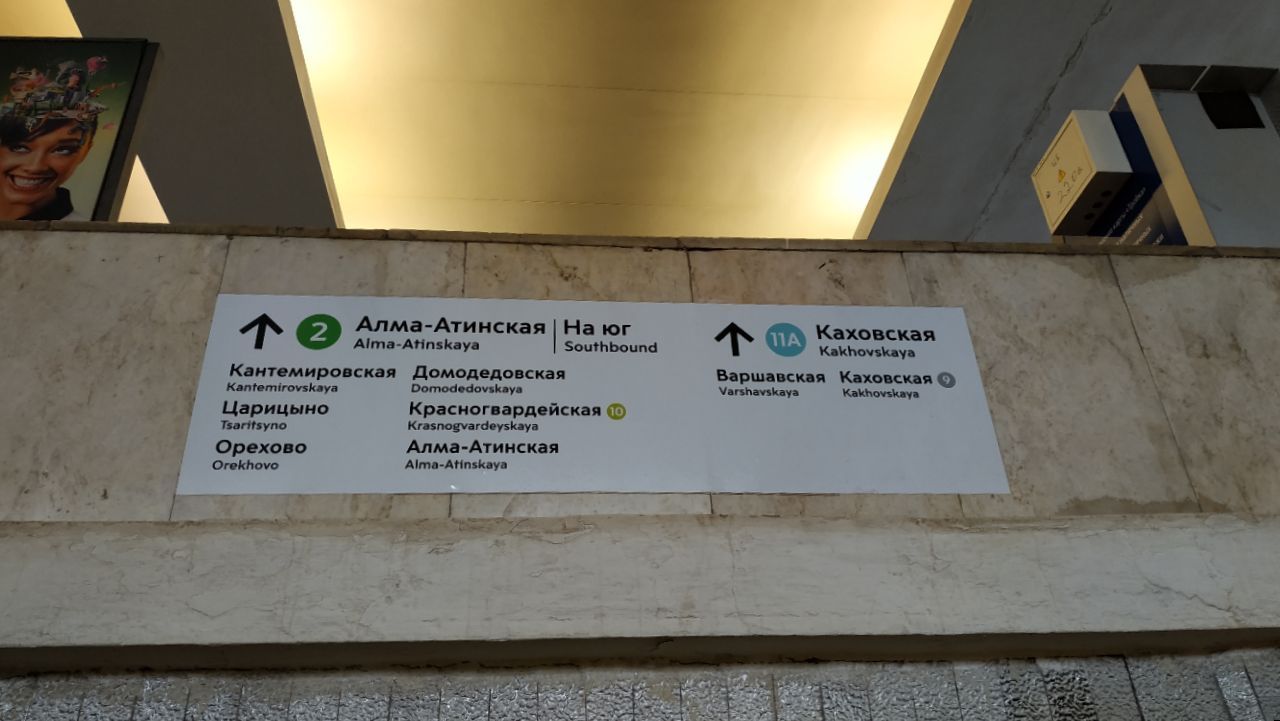 ↑ 2 Алма-Атинская | На юг
Alma-Atinskaya Southbound
Кантемировская
Kantemirovskaya
Царицыно
Tsaritsyno
Орехово
Orekhovo
Домодедовская
Domodedovskaya
Красногвардейская 10
Krasnogvardeyskaya
Алма-Атинская
Alma-Atinskaya
↑ 11А Каховская
Kakhovskaya
Варшавская
Varshavskaya
Каховская 9
Kakhovskaya
220в